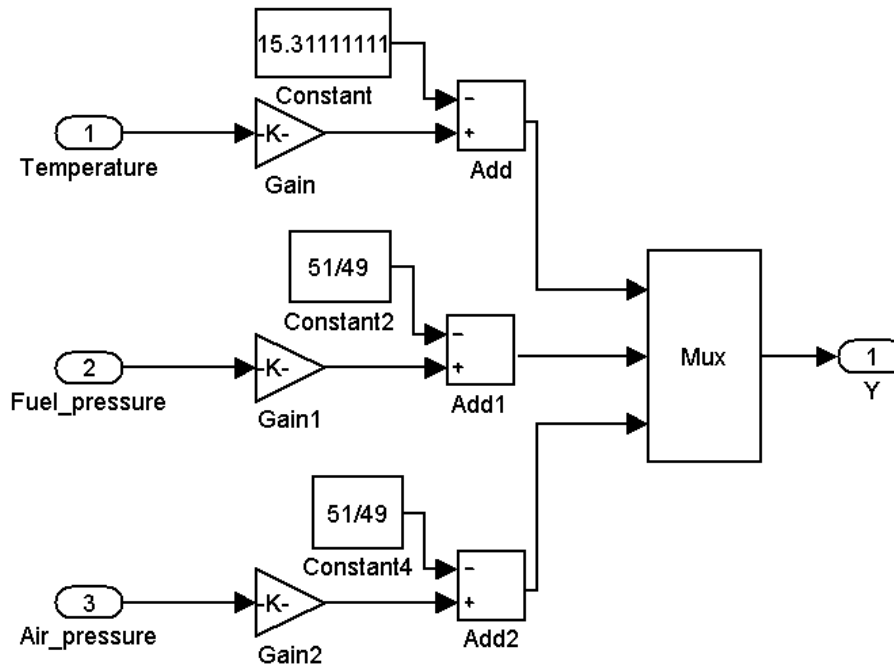 15.31111111
Constant
-
+
Add
1
Temperature
-K-
Gain
51/49
Constant2
-
+
Add1
2
Fuel_pressure
-K-
Gain1
Mux
1
Y
51/49
Constant4
-
+
Add2
3
Air_pressure
-K-
Gain2